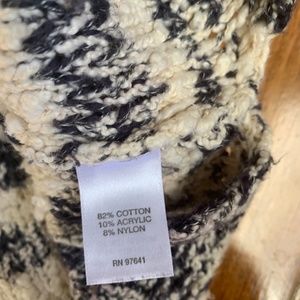 82% COTTON
10% ACRYLIC
8% NYLON
RN 97641